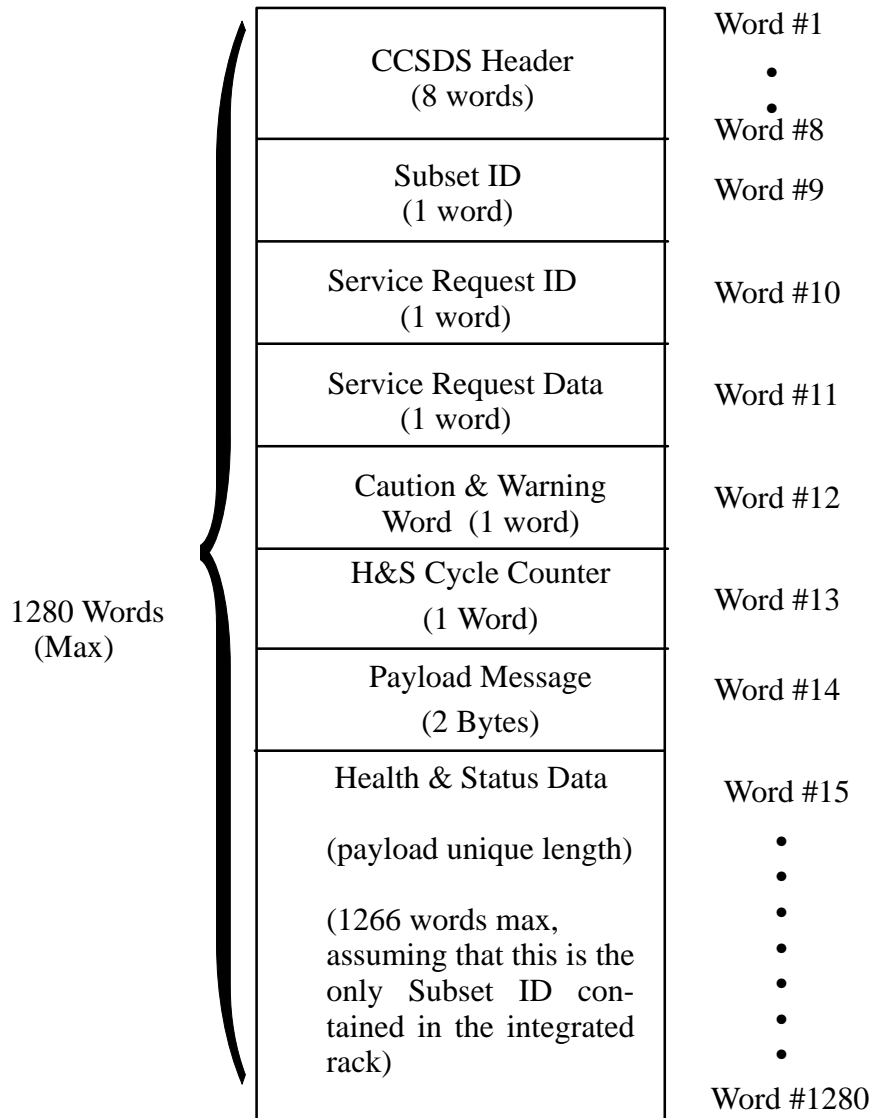 CCSDS Header
(8 words)
Word #1
Word #8
Subset ID
(1 word)
Word #9
Service Request ID
(1 word)
Word #10
Service Request Data
(1 word)
Word #11
Caution & Warning
Word (1 word)
Word #12
H&S Cycle Counter
(1 Word)
Word #13
1280 Words
(Max)
Payload Message
(2 Bytes)
Word #14
Health & Status Data
Word #15
(payload unique length)
(1266 words max,
assuming that this is the
only Subset ID con-
tained in the integrated
rack)
Word #1280